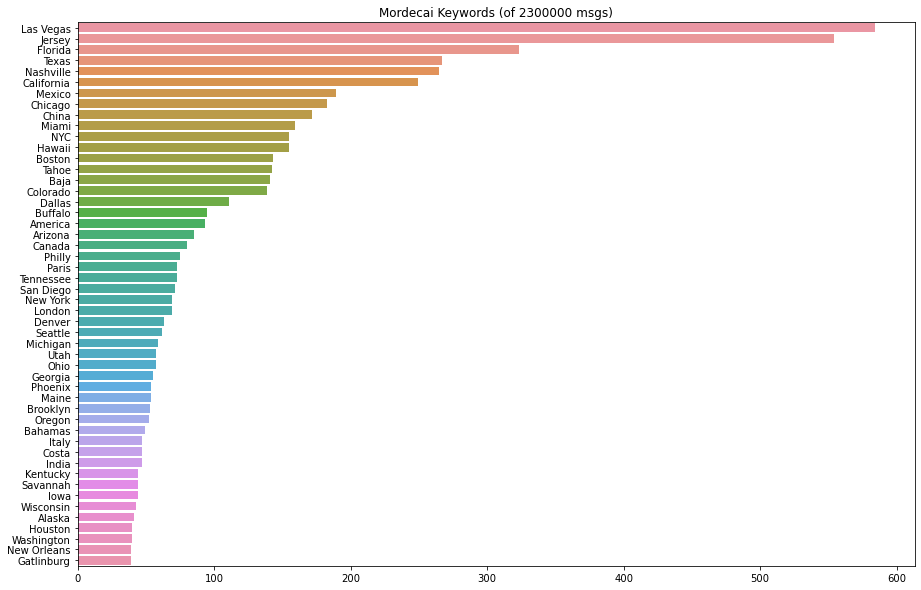 Mordecai Keywords (of 2300000 msgs)
Las Vegas
Jersey
Florida
Texas
Nashville
California
Mexico
Chicago
China
Miami
NYC
Hawaii
Boston
Tahoe
Baja
Colorado
Dallas
Buffalo
America
Arizona
Canada
Philly
Paris
Tennessee
San Diego
New York
London
Denver
Seattle
Michigan
Utah
Ohio
Georgia
Phoenix
Maine
Brooklyn
Oregon
Bahamas
Italy
Costa
India
Kentucky
Savannah
Iowa
Wisconsin
Alaska
Houston
Washington
New Orleans
Gatlinburg
0 100 200 300 400 500 600